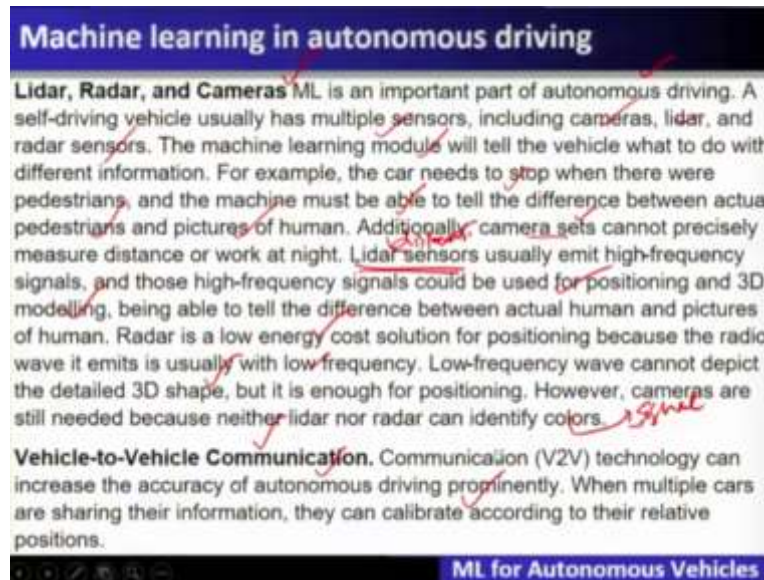 Machine learning in autonomous driving
Lidar, Radar, and Cameras ML is an important part of autonomous driving. A
self-driving vehicle usually has multiple sensors, including cameras, lidar, and
radar sensors. The machine learning module will tell the vehicle what to do with
different information. For example, the car needs to stop when there were
pedestrians, and the machine must be able to tell the difference between actua
pedestrians and pictures of human. Additionally, camera sets cannot precisely
measure distance or work at night. Lidar sensors usually emit high-frequency
signals, and those high-frequency signals could be used for positioning and 3D
modelling, being able to tell the difference between actual human and pictures
of human. Radar is a low energy cost solution for positioning because the radio
wave it emits is usually with low frequency. Low-frequency wave cannot depict
the detailed 3D shape, but it is enough for positioning. However, cameras are
still needed because neither lidar nor radar can identify colors. Signal
Vehicle-to-Vehicle Communication. Communication (V2V) technology can
increase the accuracy of autonomous driving prominently. When multiple cars
are sharing their information, they can calibrate according to their relative
positions.
ML for Autonomous Vehicles